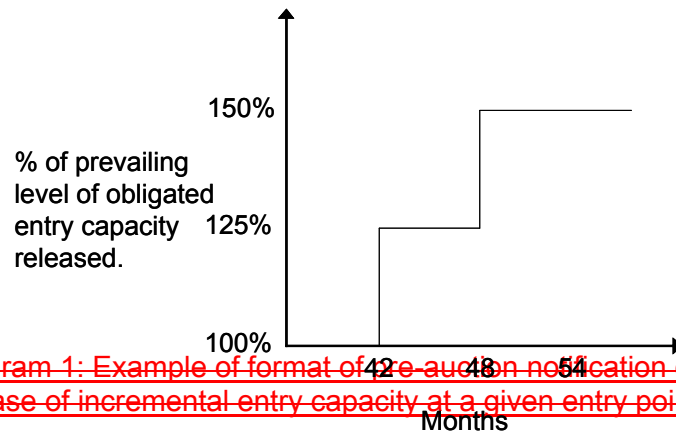 150%
% of prevailing
level of obligated
entry capacity
released.
125%
100%
ram 1: Example of format of pre-auction notification
42 48 54
ase of incremental entry capacity at a given entry poi
Months